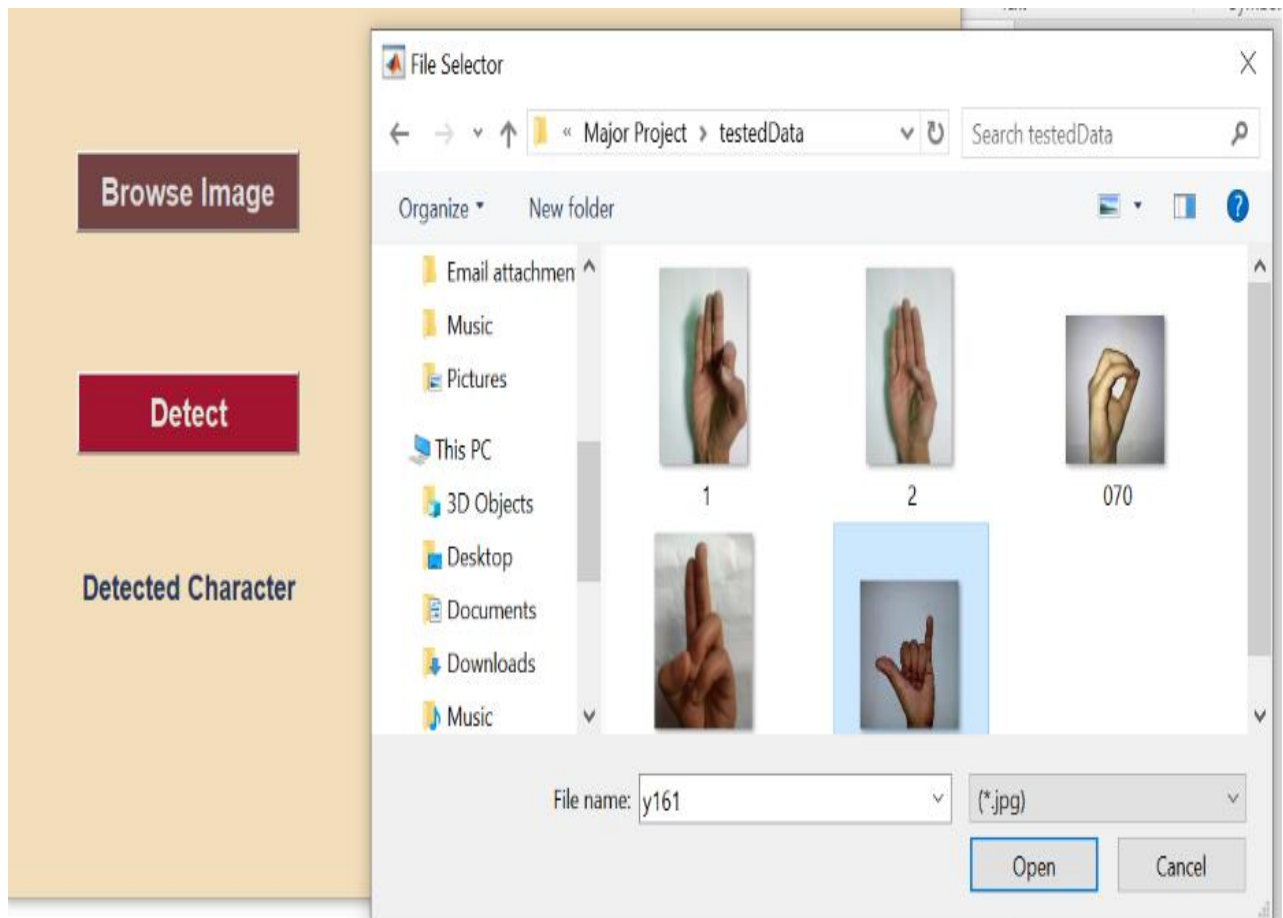 Browse Image
Detect
Detected Character
File Selector
« Major Project > testedData
Search testedData
Organize
New folder
Email attachmen
Music
Pictures
This PC
3D Objects
Desktop
Documents
Downloads
Music
1
2
070
File name:
y161
(*.jpg)
Open
Cancel